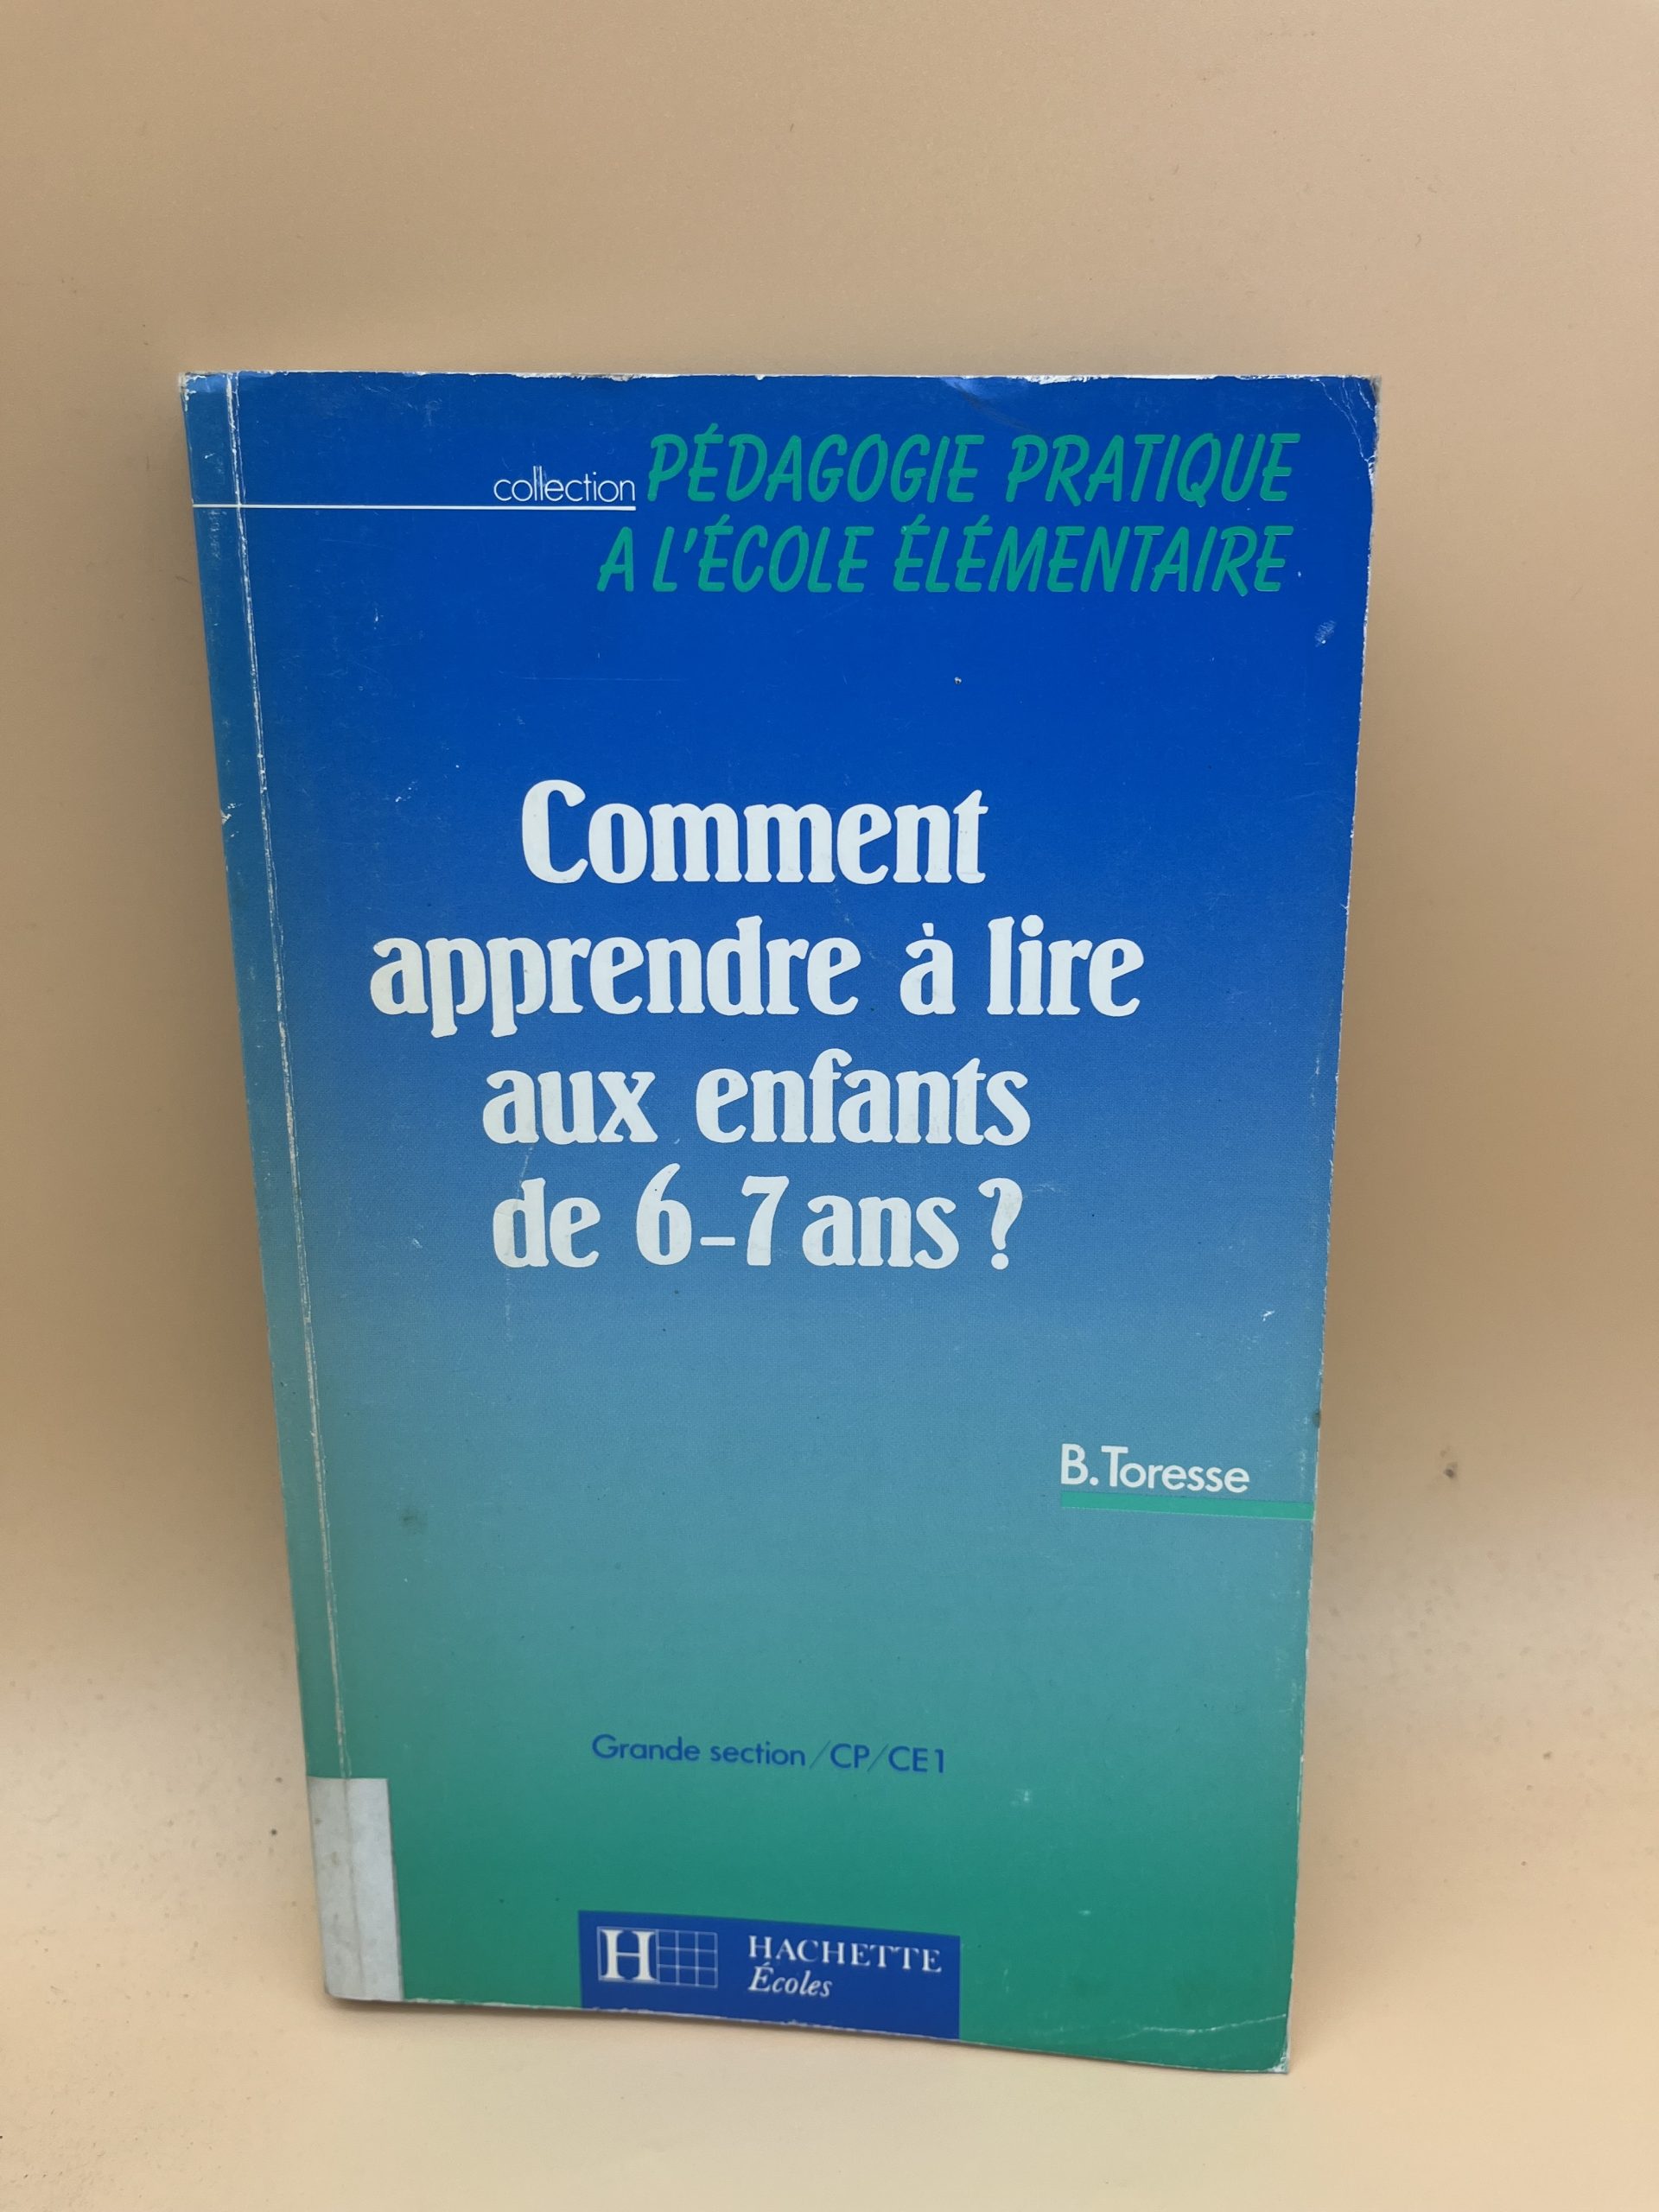 collection PÉDAGOGIE PRATIQUE
A L'ÉCOLE ÉLÉMENTAIRE
Comment
apprendre à lire
aux enfants
de 6-7 ans ?
B. Toresse
Grande section/CP/CE1
H HACHETTE
Écoles